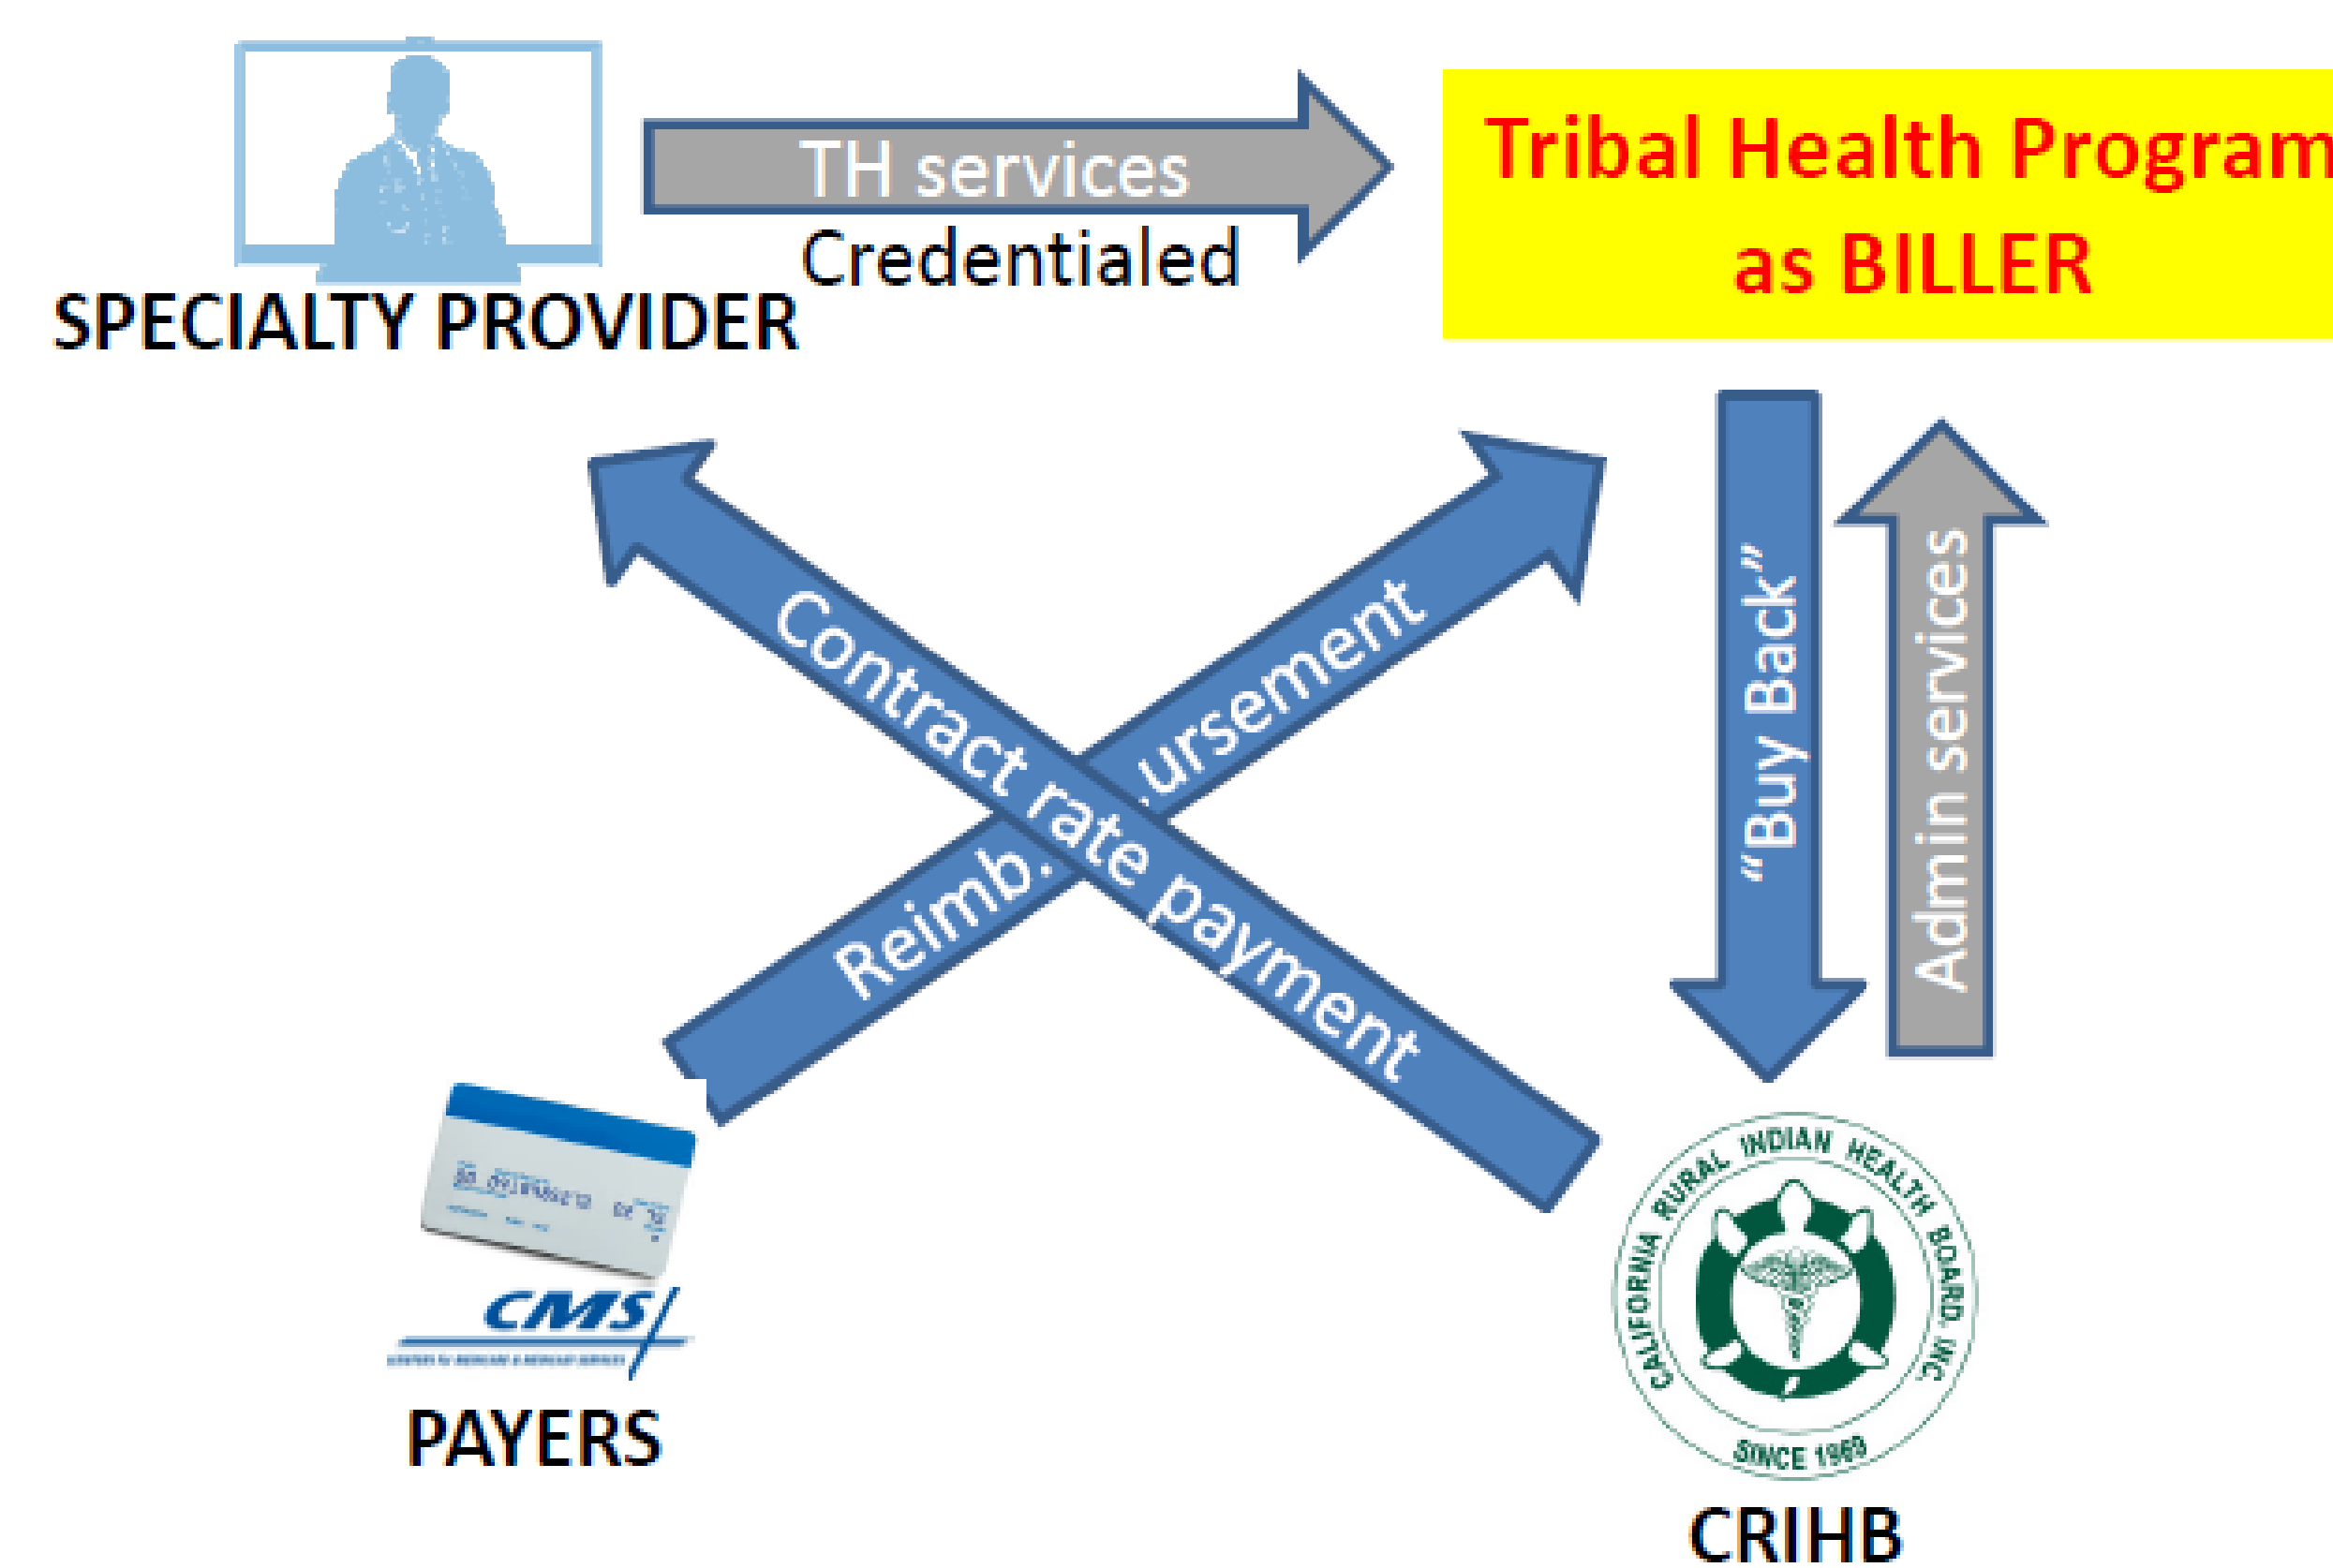 TH services
Credentialed
SPECIALTY PROVIDER
Tribal Health Program
as BILLER
Contract rate payment
Reimb.
.ursement
“Buy Back”
Admin services
CMS
PAYERS
CALIFORNIA RURAL INDIAN HEALTH BOARD, INC.
SINCE 1969
CRIHB